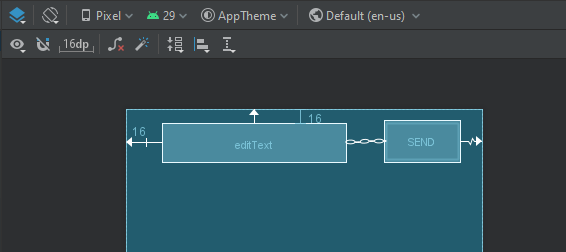 Pixel 29 AppTheme Default (en-us)
16dp
16
16
editText
SEND